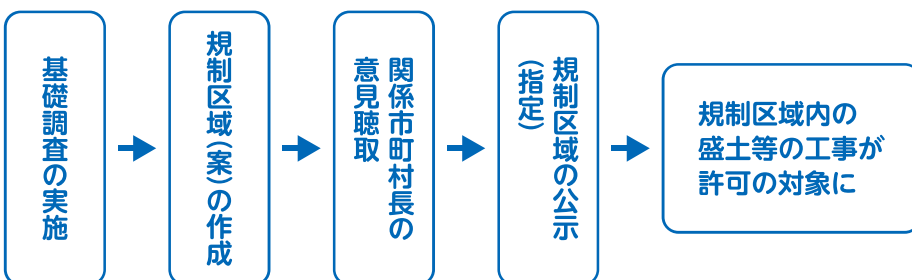 基礎調査の実施
規制区域（案）の作成
関係市町村長の
意見聴取
規制区域の公示
（指定）
規制区域内の
盛土等の工事が
許可の対象に